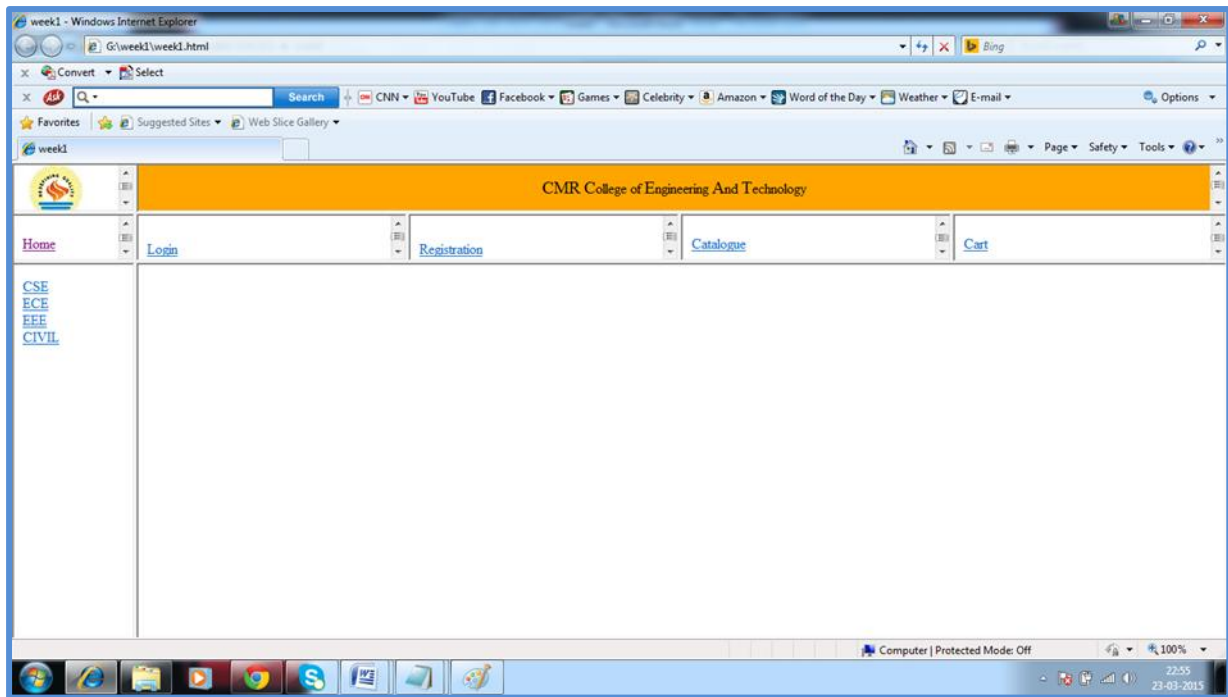 week1 - Windows Internet Explorer
G:\week1\week1.html
Bing
x Convert Select
x Ask Search CNN YouTube Facebook Games Celebrity Amazon Word of the Day Weather E-mail Options
Favorites Suggested Sites Web Slice Gallery
week1 Page Safety Tools
CMR College of Engineering And Technology
Home Login Registration Catalogue Cart
CSE
ECE
EEE
CIVIL
Computer | Protected Mode: Off 100%
22:55
23-03-2015